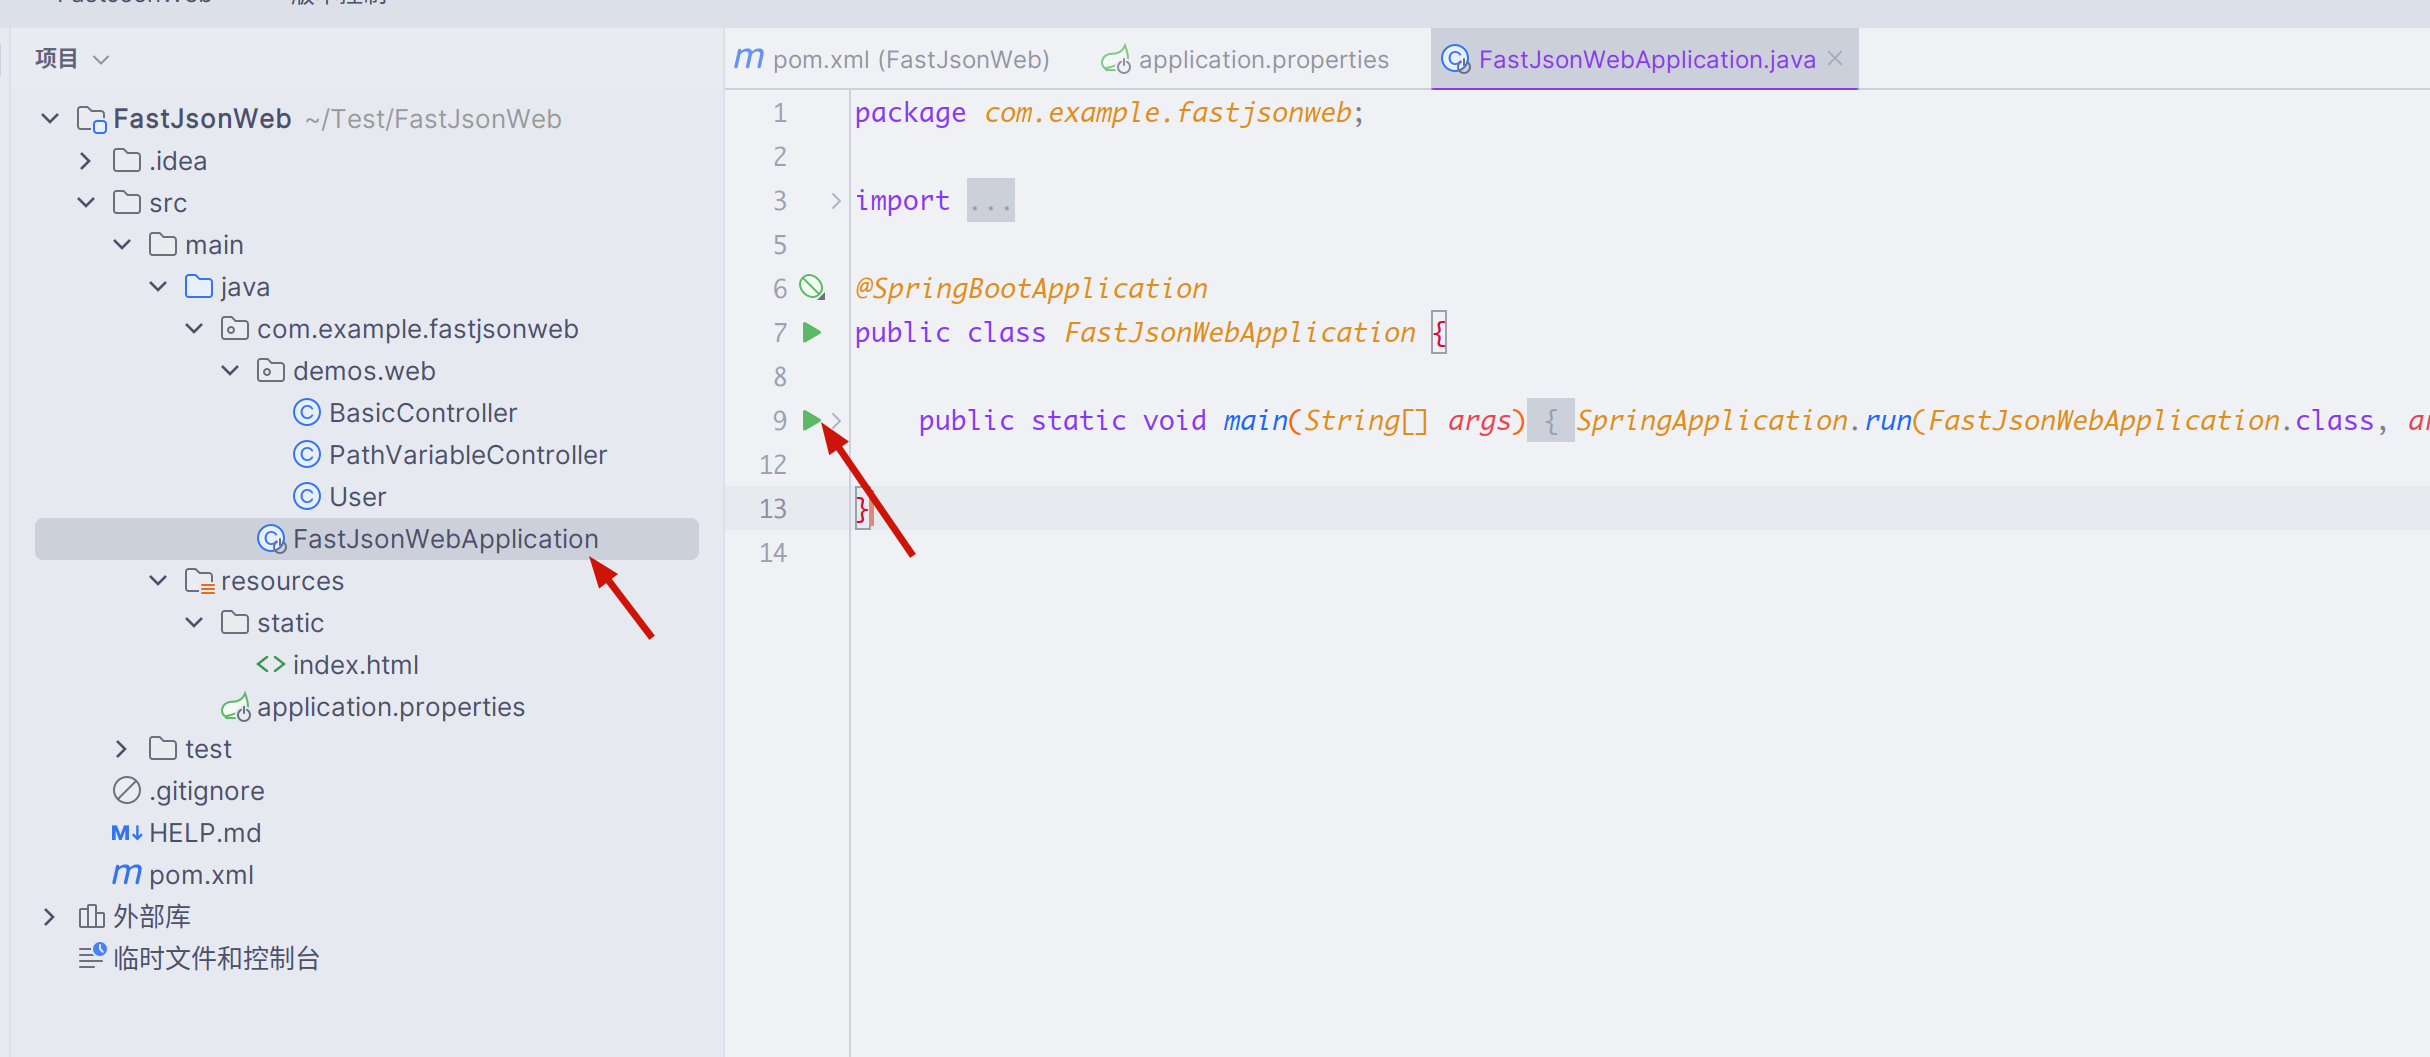 项目
FastJsonWeb ~/Test/FastJsonWeb
.idea
src
main
java
com.example.fastjsonweb
demos.web
BasicController
PathVariableController
User
FastJsonWebApplication
resources
static
index.html
application.properties
test
.gitignore
HELP.md
pom.xml
外部库
临时文件和控制台
pom.xml (FastJsonWeb)
application.properties
FastJsonWebApplication.java
1 package com.example.fastjsonweb;
2
3 import ...
5
6 @SpringBootApplication
7 public class FastJsonWebApplication {
8
9 public static void main(String[] args) { SpringApplication.run(FastJsonWebApplication.class,
12
13 }
14